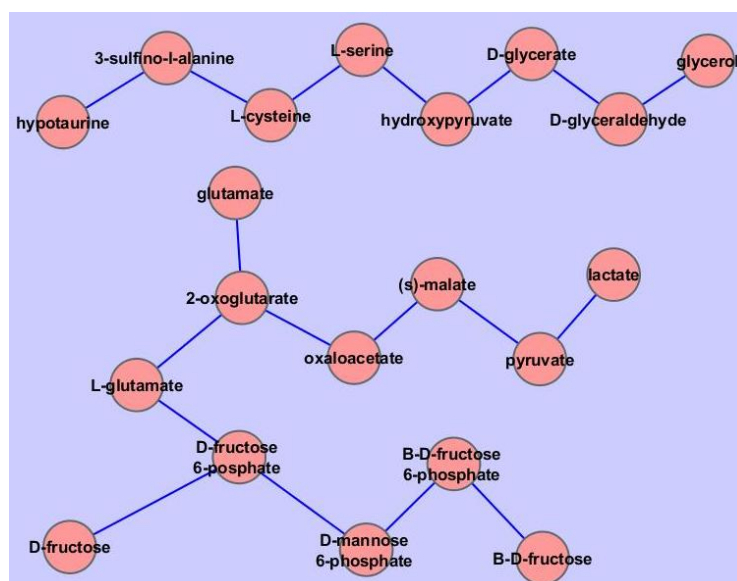 L-serine
3-sulfino-l-alanine
D-glycerate
glycerol
hypotaurine
L-cysteine
hydroxypyruvate
D-glyceraldehyde
glutamate
2-oxoglutarate
(s)-malate
lactate
oxaloacetate
pyruvate
L-glutamate
D-fructose
6-posphate
B-D-fructose
6-phosphate
D-fructose
D-mannose
6-phosphate
B-D-fructose